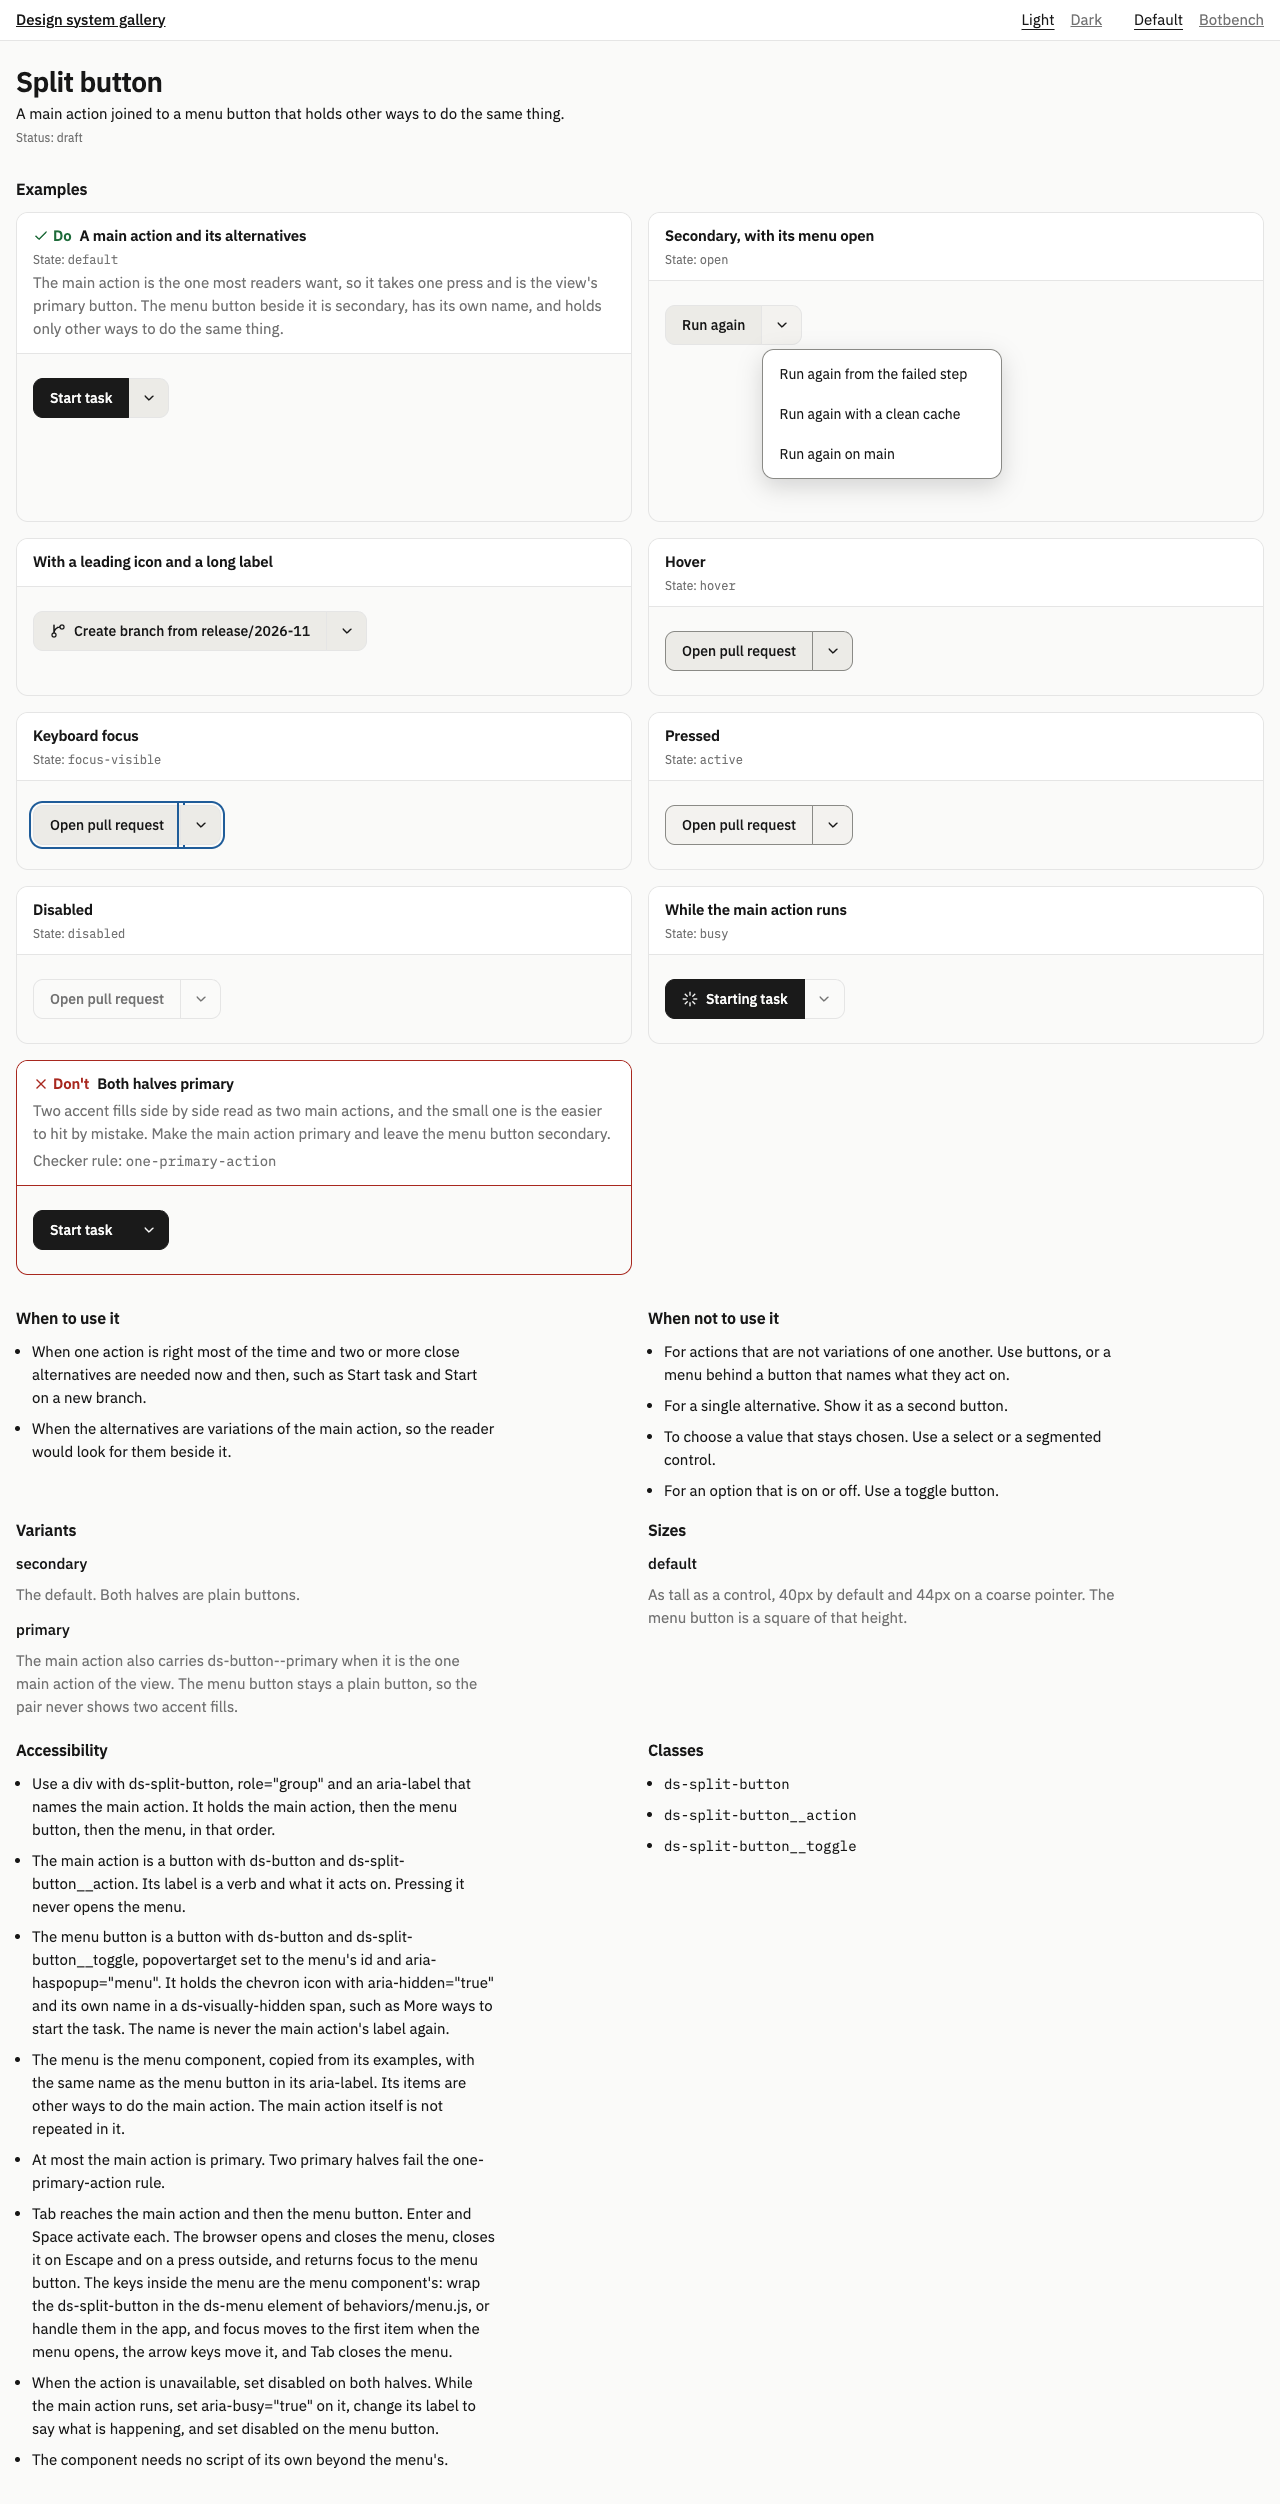 Design system gallery
Light Dark Default Botbench
Split button
A main action joined to a menu button that holds other ways to do the same thing.
Status: draft
Examples
Do A main action and its alternatives
State: default
The main action is the one most readers want, so it takes one press and is the view's
primary button. The menu button beside it is secondary, has its own name, and holds
only other ways to do the same thing.
Start task
Secondary, with its menu open
State: open
Run again
Run again from the failed step
Run again with a clean cache
Run again on main
With a leading icon and a long label
Create branch from release/2026-11
Hover
State: hover
Open pull request
Keyboard focus
State: focus-visible
Open pull request
Pressed
State: active
Open pull request
Disabled
State: disabled
Open pull request
While the main action runs
State: busy
Starting task
Don't Both halves primary
Two accent fills side by side read as two main actions, and the small one is the easier
to hit by mistake. Make the main action primary and leave the menu button secondary.
Checker rule: one-primary-action
Start task
When to use it
When one action is right most of the time and two or more close
alternatives are needed now and then, such as Start task and Start
on a new branch.
When the alternatives are variations of the main action, so the reader
would look for them beside it.
When not to use it
For actions that are not variations of one another. Use buttons, or a
menu behind a button that names what they act on.
For a single alternative. Show it as a second button.
To choose a value that stays chosen. Use a select or a segmented
control.
For an option that is on or off. Use a toggle button.
Variants
secondary
The default. Both halves are plain buttons.
primary
The main action also carries ds-button--primary when it is the one
main action of the view. The menu button stays a plain button, so the
pair never shows two accent fills.
Sizes
default
As tall as a control, 40px by default and 44px on a coarse pointer. The
menu button is a square of that height.
Accessibility
Use a div with ds-split-button, role="group" and an aria-label that
names the main action. It holds the main action, then the menu
button, then the menu, in that order.
The main action is a button with ds-button and ds-split-
button__action. Its label is a verb and what it acts on. Pressing it
never opens the menu.
The menu button is a button with ds-button and ds-split-
button__toggle, popovertarget set to the menu's id and aria-
haspopup="menu". It holds the chevron icon with aria-hidden="true"
and its own name in a ds-visually-hidden span, such as More ways to
start the task. The name is never the main action's label again.
The menu is the menu component, copied from its examples, with
the same name as the menu button in its aria-label. Its items are
other ways to do the main action. The main action itself is not
repeated in it.
At most the main action is primary. Two primary halves fail the one-
primary-action rule.
Tab reaches the main action and then the menu button. Enter and
Space activate each. The browser opens and closes the menu, closes
it on Escape and on a press outside, and returns focus to the menu
button. The keys inside the menu are the menu component's: wrap
the ds-split-button in the ds-menu element of behaviors/menu.js, or
handle them in the app, and focus moves to the first item when the
menu opens, the arrow keys move it, and Tab closes the menu.
When the action is unavailable, set disabled on both halves. While
the main action runs, set aria-busy="true" on it, change its label to
say what is happening, and set disabled on the menu button.
The component needs no script of its own beyond the menu's.
Classes
ds-split-button
ds-split-button__action
ds-split-button__toggle